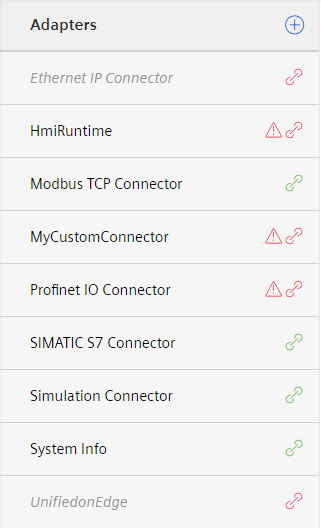 Adapters
Ethernet IP Connector
HmiRuntime
Modbus TCP Connector
MyCustomConnector
Profinet IO Connector
SIMATIC S7 Connector
Simulation Connector
System Info
UnifiedonEdge